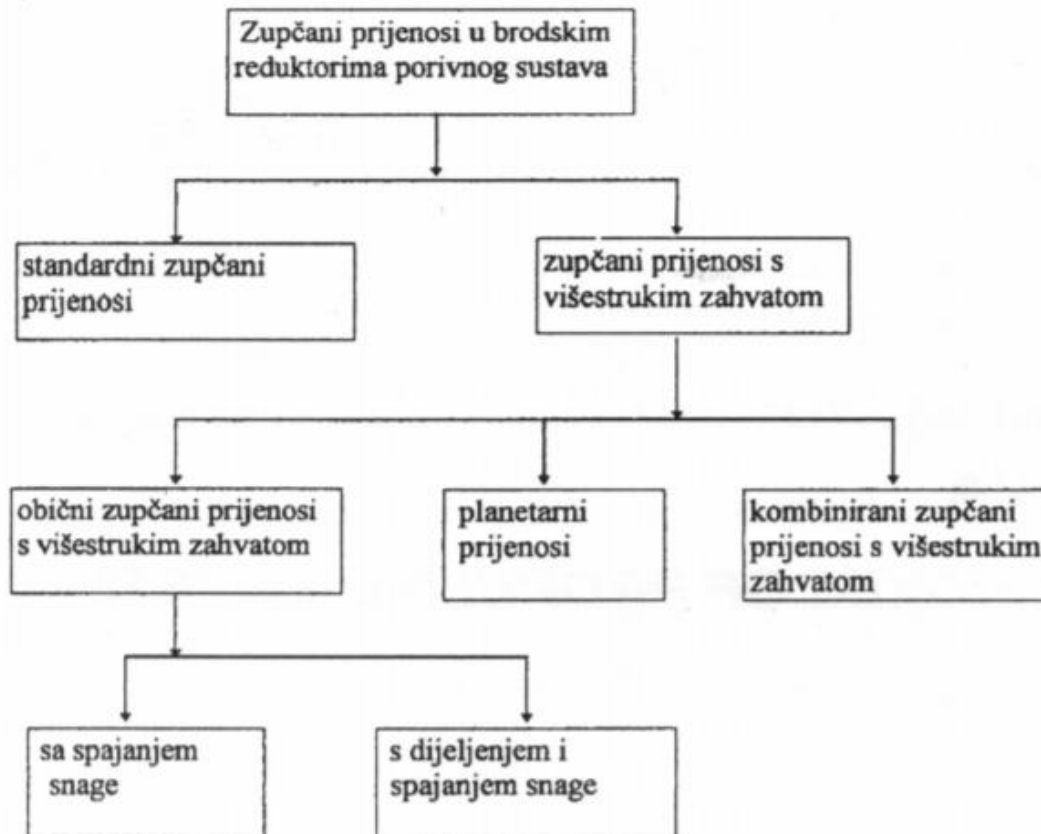 Zupčani prijenosi u brodskim
reduktorima porivnog sustava
standardni zupčani
prijenosi
zupčani prijenosi s
višestrukim zahvatom
obični zupčani prijenosi
s višestrukim zahvatom
planetarni
prijenosi
kombinirani zupčani
prijenosi s višestrukim
zahvatom
sa spajanjem
snage
s dijeljenjem i
spajanjem snage